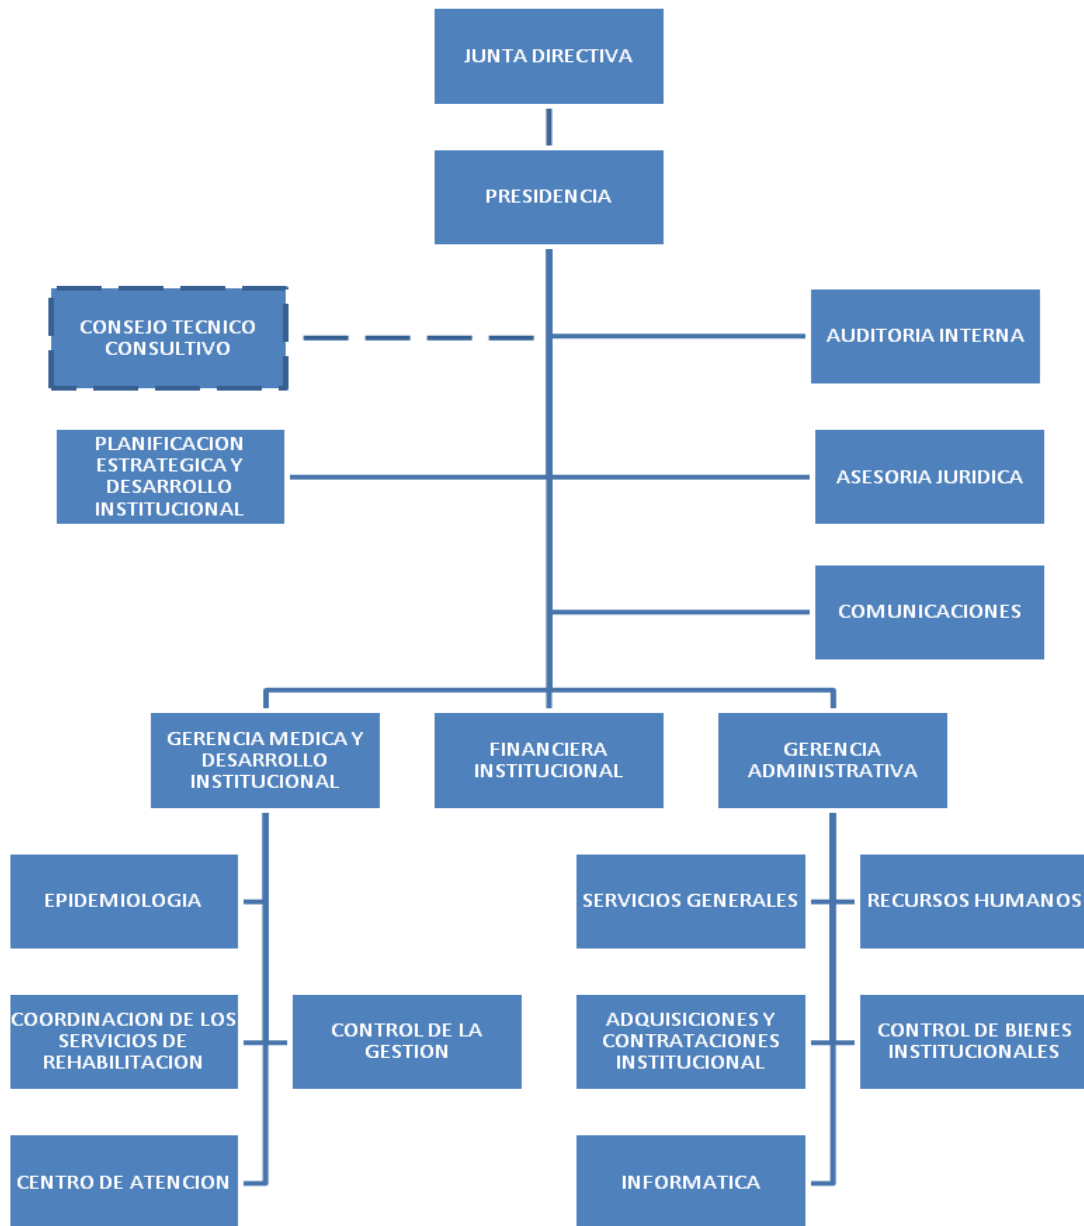 JUNTA DIRECTIVA
PRESIDENCIA
CONSEJO TECNICO
CONSULTIVO
AUDITORIA INTERNA
PLANIFICACION
ESTRATEGICA Y
DESARROLLO
INSTITUCIONAL
ASESORIA JURIDICA
COMUNICACIONES
GERENCIA MEDICA Y
DESARROLLO
INSTITUCIONAL
FINANCIERA
INSTITUCIONAL
GERENCIA
ADMINISTRATIVA
EPIDEMIOLOGIA
SERVICIOS GENERALES
RECURSOS HUMANOS
COORDINACION DE LOS
SERVICIOS DE
REHABILITACION
CONTROL DE LA
GESTION
ADQUISICIONES Y
CONTRATACIONES
INSTITUCIONAL
CONTROL DE BIENES
INSTITUCIONALES
CENTRO DE ATENCION
INFORMATICA